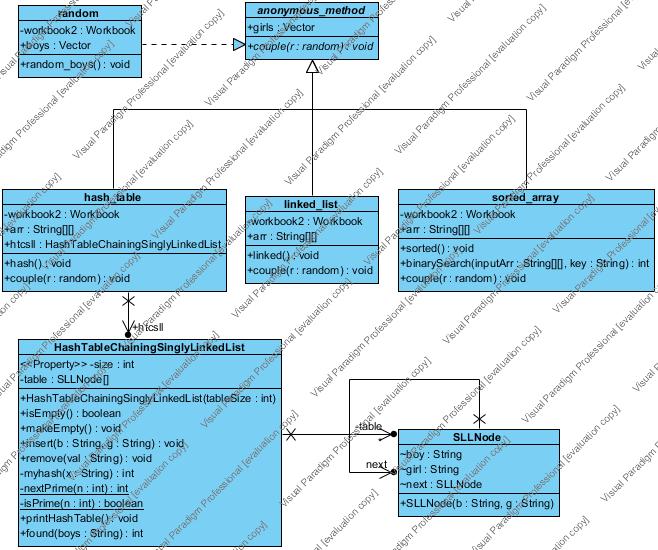 random
-workbook2 : Workbook
+boys : Vector
+random_boys() : void
anonymous_method
+girls : Vector
+couple(r : random) : void
hash_table
-workbook2 : Workbook
+arr : String[][]
+htcsll : HashTableChainingSinglyLinkedList
+hash() : void
+couple(r : random) : void
linked_list
-workbook2 : Workbook
+arr : String[][]
+linked() : void
+couple(r : random) : void
sorted_array
-workbook2 : Workbook
+arr : String[][]
+sorted() : void
+binarySearch(inputArr : String[][], key : String) : int
+couple(r : random) : void
+htcsll
HashTableChainingSinglyLinkedList
+<<Property>> -size : int
-table : SLLNode[]
+HashTableChainingSinglyLinkedList(tableSize : int)
+isEmpty() : boolean
+makeEmpty() : void
+insert(b : String, g : String) : void
+remove(val : String) : void
-myhash(x : String) : int
-nextPrime(n : int) : int
-isPrime(n : int) : boolean
+printHashTable() : void
+found(boys : String) : int
-table
next
SLLNode
~boy : String
~girl : String
~next : SLLNode
+SLLNode(b : String, g : String)
Visual Paradigm Professional [evaluation copy]